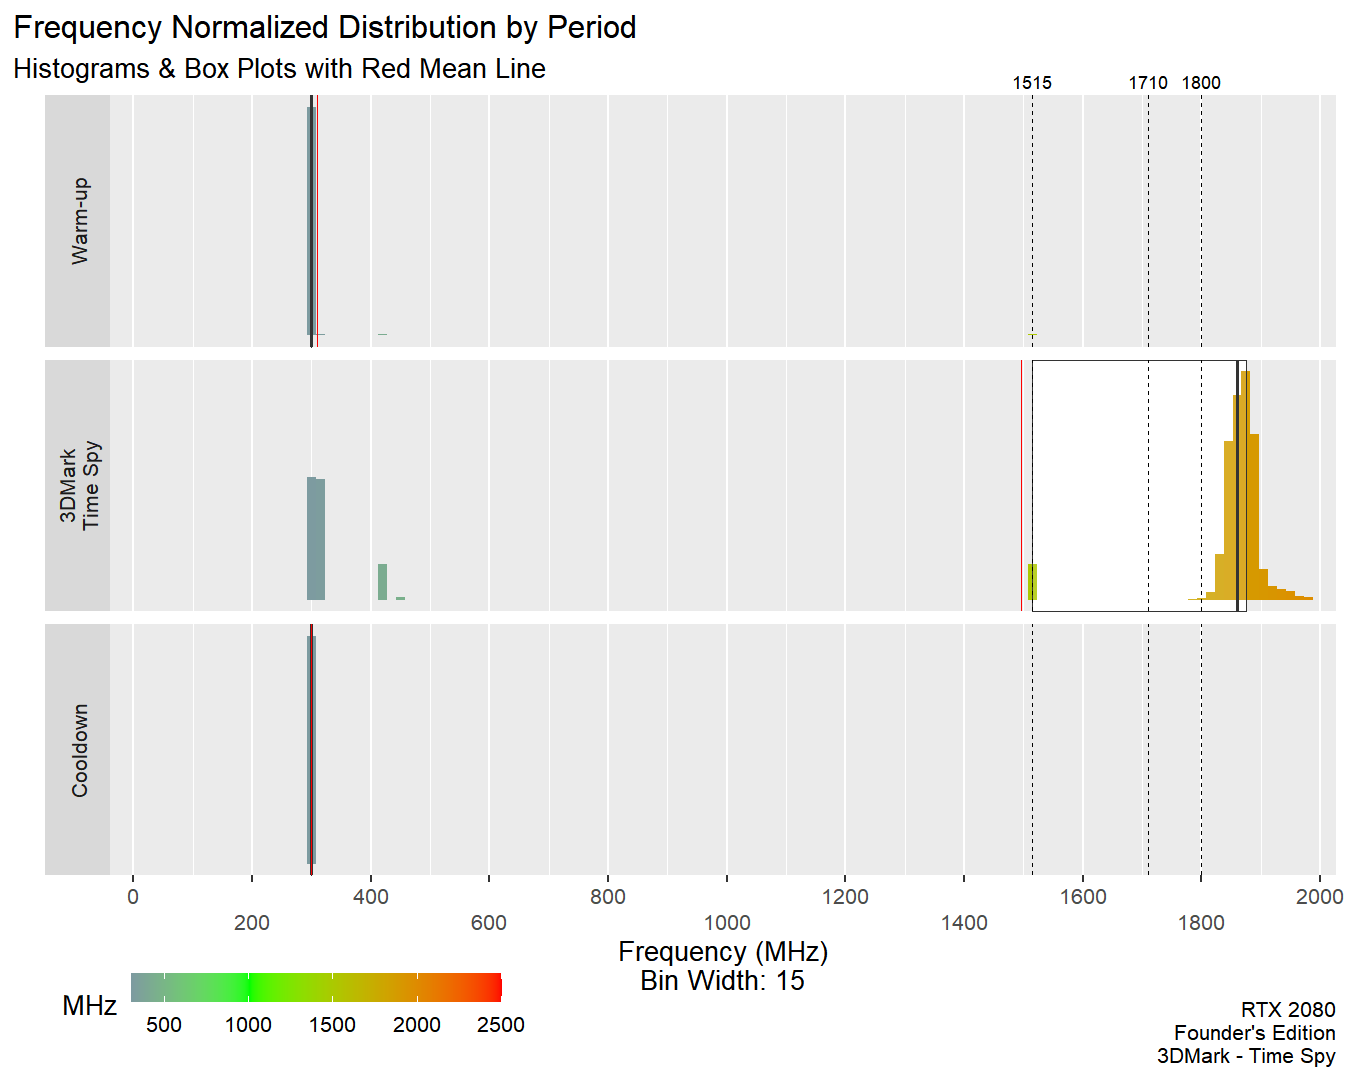 Frequency Normalized Distribution by Period
Histograms & Box Plots with Red Mean Line
1515 1710 1800
Warm-up
3DMark
Time Spy
Cooldown
0 400 800 1200 1600 2000
200 600 1000 1400 1800
Frequency (MHz)
Bin Width: 15
MHz
500 1000 1500 2000 2500
RTX 2080
Founder's Edition
3DMark - Time Spy